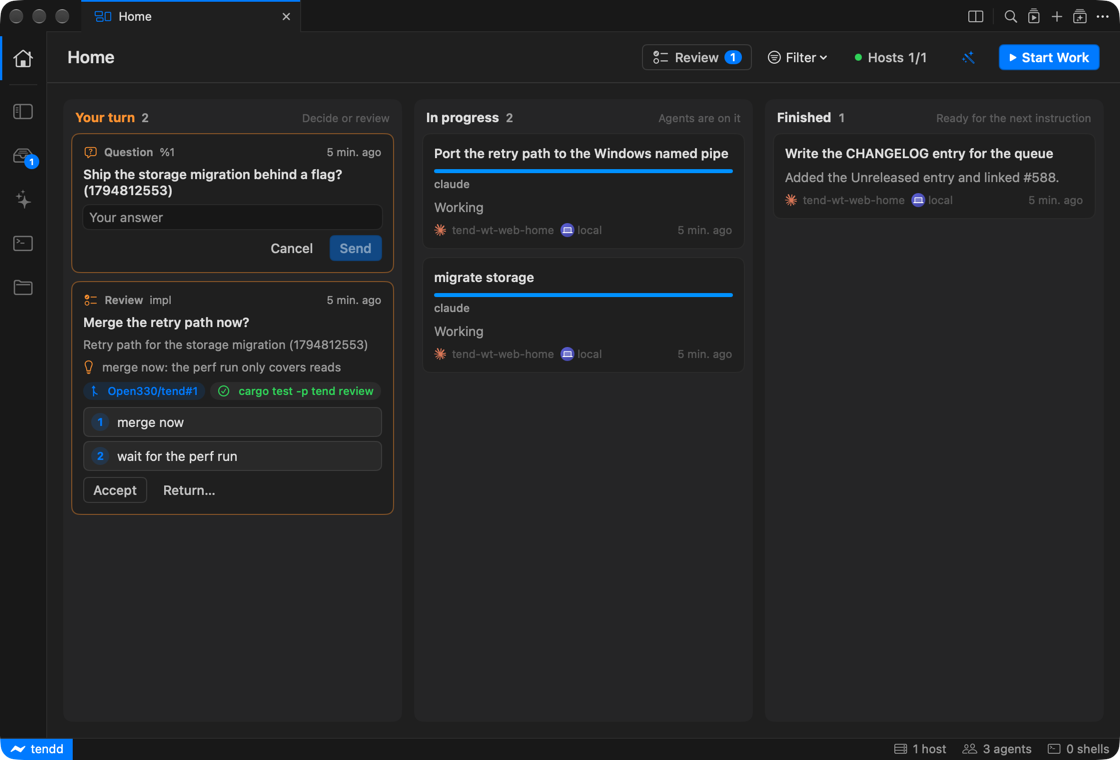 Home
Home
Review 1
Filter
Hosts 1/1
Start Work
1
Your turn 2
Decide or review
Question %1
5 min. ago
Ship the storage migration behind a flag?
(1794812553)
Your answer
Cancel
Send
Review impl
5 min. ago
Merge the retry path now?
Retry path for the storage migration (1794812553)
merge now: the perf run only covers reads
Open330/tend#1
cargo test -p tend review
1 merge now
2 wait for the perf run
Accept
Return...
In progress 2
Agents are on it
Port the retry path to the Windows named pipe
claude
Working
tend-wt-web-home
local
5 min. ago
migrate storage
claude
Working
tend-wt-web-home
local
5 min. ago
Finished 1
Ready for the next instruction
Write the CHANGELOG entry for the queue
Added the Unreleased entry and linked #588.
tend-wt-web-home
local
5 min. ago
tendd
1 host
3 agents
0 shells